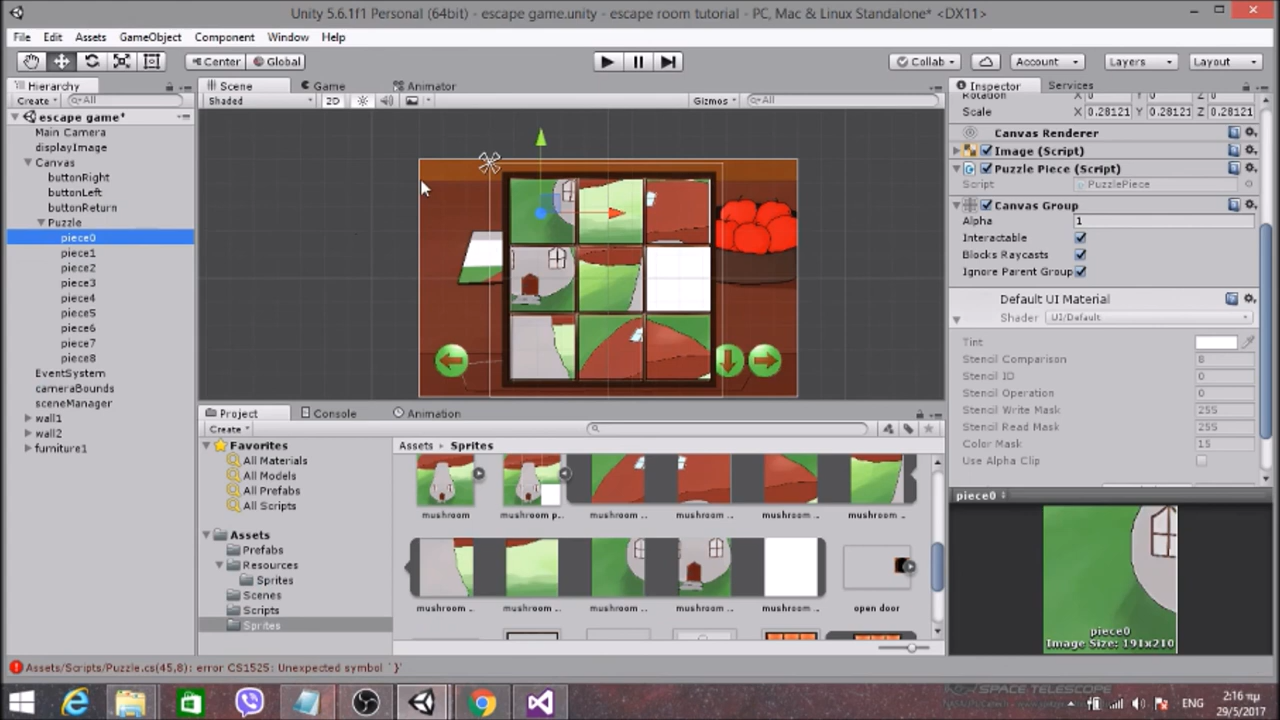 Unity 5.6.1f1 Personal (64bit) - escape game.unity - escape room tutorial - PC, Mac & Linux Standalone* <DX11>
File Edit Assets GameObject Component Window Help
Center Global Collab Account Layers Layout
Hierarchy
Create All
escape game*
Main Camera
displayImage
Canvas
buttonRight
buttonLeft
buttonReturn
Puzzle
piece0
piece1
piece2
piece3
piece4
piece5
piece6
piece7
piece8
EventSystem
cameraBounds
sceneManager
wall1
wall2
furniture1
Scene Game Animator
Shaded 2D Gizmos All
Project Console Animation
Create
Favorites
All Materials
All Models
All Prefabs
All Scripts
Assets
Prefabs
Resources
Sprites
Scenes
Scripts
Sprites
Assets Sprites
mushroom mushroom p... mushroom .. mushroom .. mushroom .. mushroom ..
mushroom .. mushroom .. mushroom .. mushroom .. mushroom .. open door
Inspector Services
Rotation X 0 Y 0 Z 0
Scale X 0.28121 Y 0.28121 Z 0.28121
Canvas Renderer
Image (Script)
Puzzle Piece (Script)
Script PuzzlePiece
Canvas Group
Alpha 1
Interactable
Blocks Raycasts
Ignore Parent Group
Default UI Material
Shader UI/Default
Tint
Stencil Comparison 8
Stencil ID 0
Stencil Operation 0
Stencil Write Mask 255
Stencil Read Mask 255
Color Mask 15
Use Alpha Clip
piece0
piece0
Image Size: 191x210
Assets/Scripts/Puzzle.cs(45,8): error CS1525: Unexpected symbol `}'
SPACE TELESCOPE
ΕΝG
2:16 πμ
29/5/2017